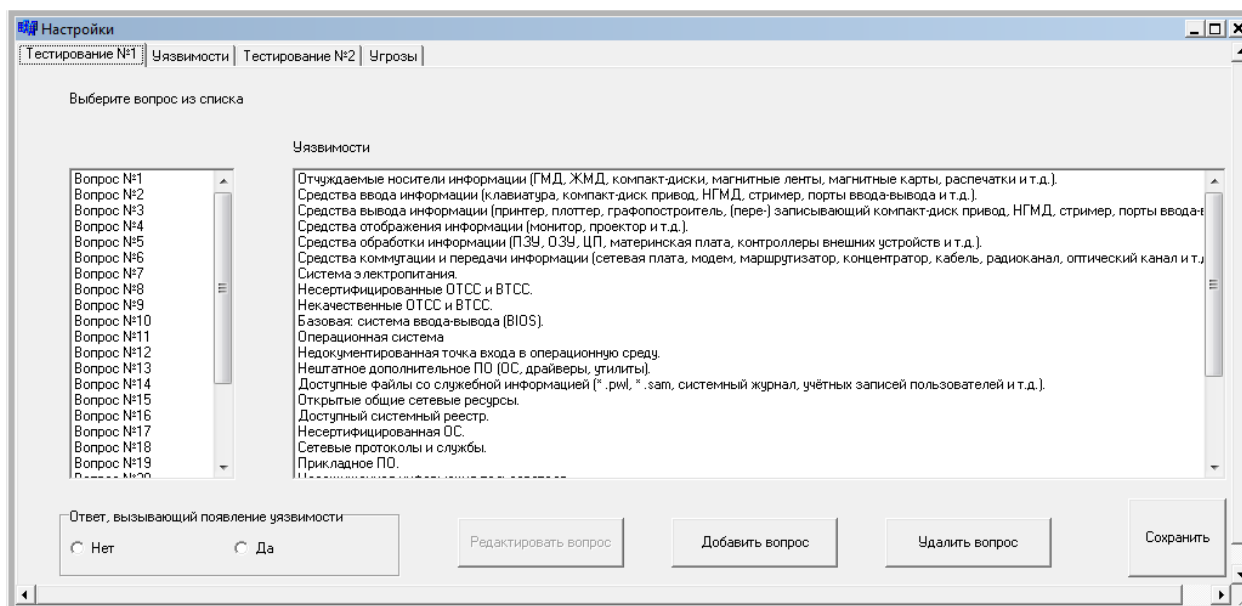 Настройки
Тестирование №1 Уязвимости Тестирование №2 Угрозы
Выберите вопрос из списка
Уязвимости
Вопрос №1
Вопрос №2
Вопрос №3
Вопрос №4
Вопрос №5
Вопрос №6
Вопрос №7
Вопрос №8
Вопрос №9
Вопрос №10
Вопрос №11
Вопрос №12
Вопрос №13
Вопрос №14
Вопрос №15
Вопрос №16
Вопрос №17
Вопрос №18
Вопрос №19
Отчуждаемые носители информации (ГМД, ЖМД, компакт-диски, магнитные ленты, магнитные карты, распечатки и т.д.).
Средства ввода информации (клавиатура, компакт-диск привод, НГМД, стример, порты ввода-вывода и т.д.).
Средства вывода информации (принтер, плоттер, графопостроитель, (пере-) записывающий компакт-диск привод, НГМД, стример, порты ввода-в
Средства отображения информации (монитор, проектор и т.д.).
Средства обработки информации (ПЗУ, ОЗУ, ЦП, материнская плата, контроллеры внешних устройств и т.д.).
Средства коммутации и передачи информации (сетевая плата, модем, маршрутизатор, концентратор, кабель, радиоканал, оптический канал и т.д
Система электропитания.
Несертифицированные ОТСС и ВТСС.
Некачественные ОТСС и ВТСС.
Базовая: система ввода-вывода (BIOS).
Операционная система
Недокументированная точка входа в операционную среду.
Нештатное дополнительное ПО (ОС, драйверы, утилиты).
Доступные файлы со служебной информацией (* .pwl, * .sam, системный журнал, учётных записей пользователей и т.д.).
Открытые общие сетевые ресурсы.
Доступный системный реестр.
Несертифицированная ОС.
Сетевые протоколы и службы.
Прикладное ПО.
Ответ, вызывающий появление уязвимости
Нет Да
Редактировать вопрос
Добавить вопрос
Удалить вопрос
Сохранить